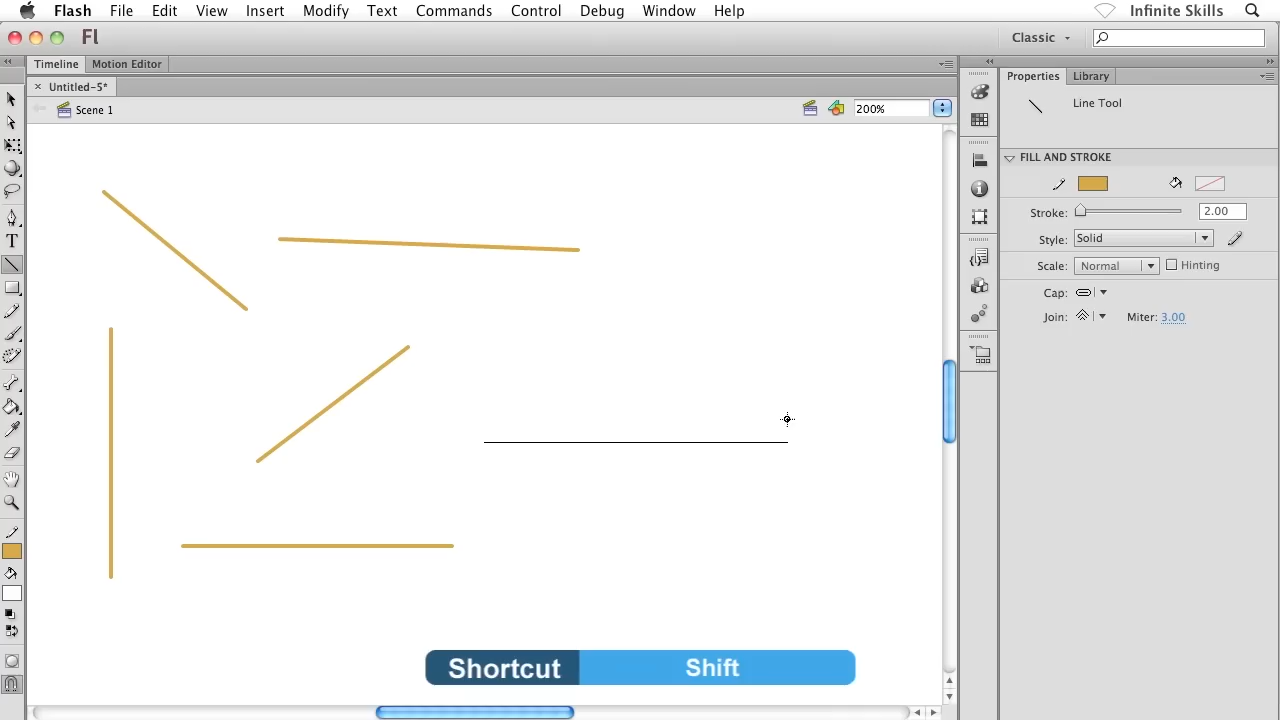 Flash File Edit View Insert Modify Text Commands Control Debug Window Help Infinite Skills
Fl Classic
Timeline Motion Editor
Properties Library
Untitled-5*
Scene 1 200%
Line Tool
FILL AND STROKE
Stroke: 2.00
Style: Solid
Scale: Normal Hinting
Cap:
Join: Miter: 3.00
T
Shortcut Shift